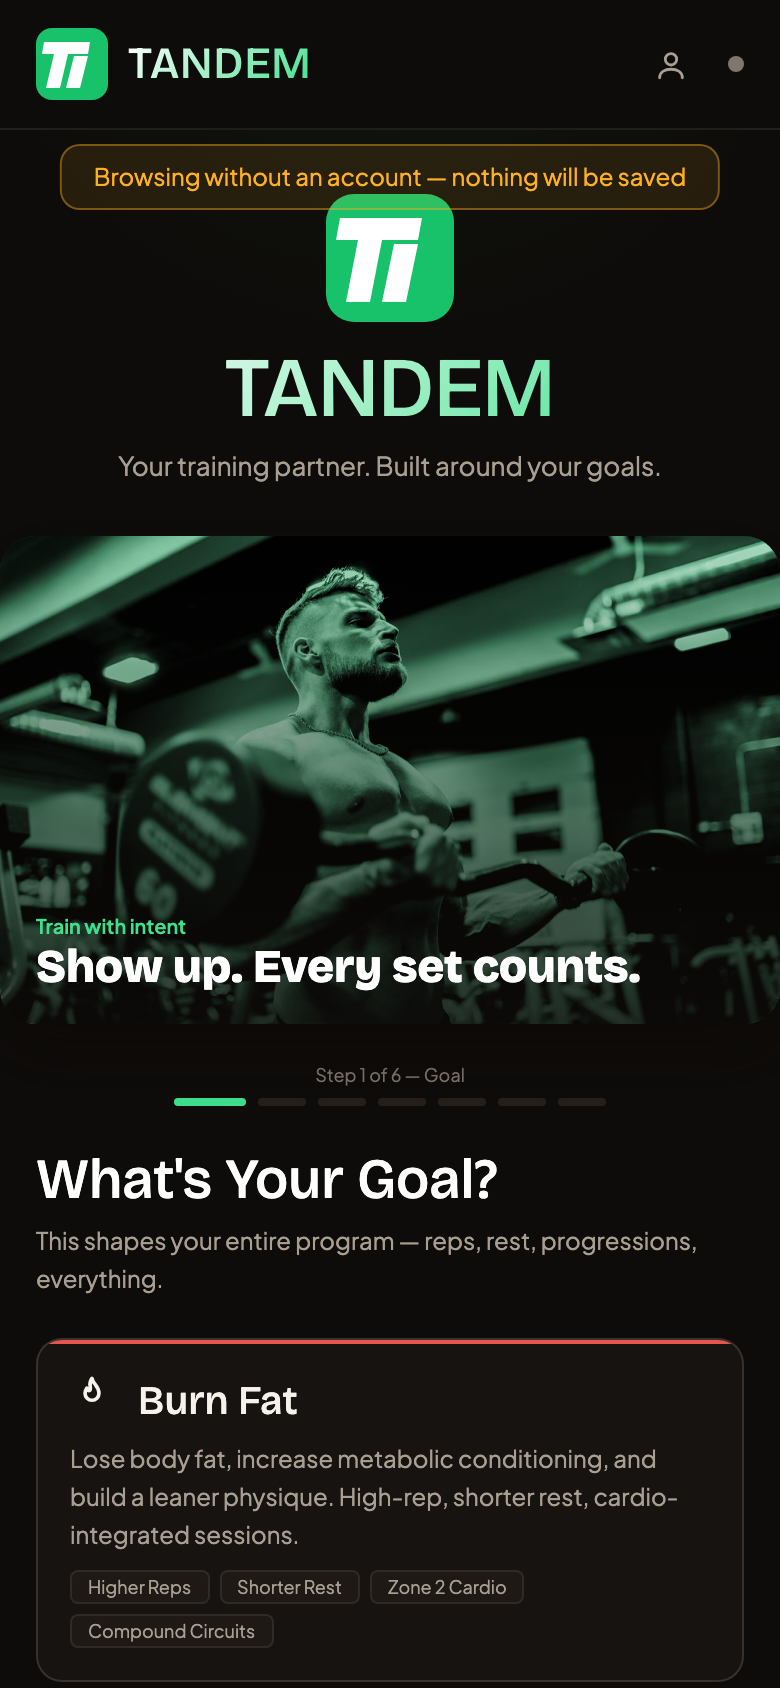 Ti TANDEM
Browsing without an account — nothing will be saved
Ti
TANDEM
Your training partner. Built around your goals.
60
Train with intent
Show up. Every set counts.
Step 1 of 6 — Goal
What's Your Goal?
This shapes your entire program — reps, rest, progressions,
everything.
Burn Fat
Lose body fat, increase metabolic conditioning, and
build a leaner physique. High-rep, shorter rest, cardio-
integrated sessions.
Higher Reps Shorter Rest Zone 2 Cardio
Compound Circuits